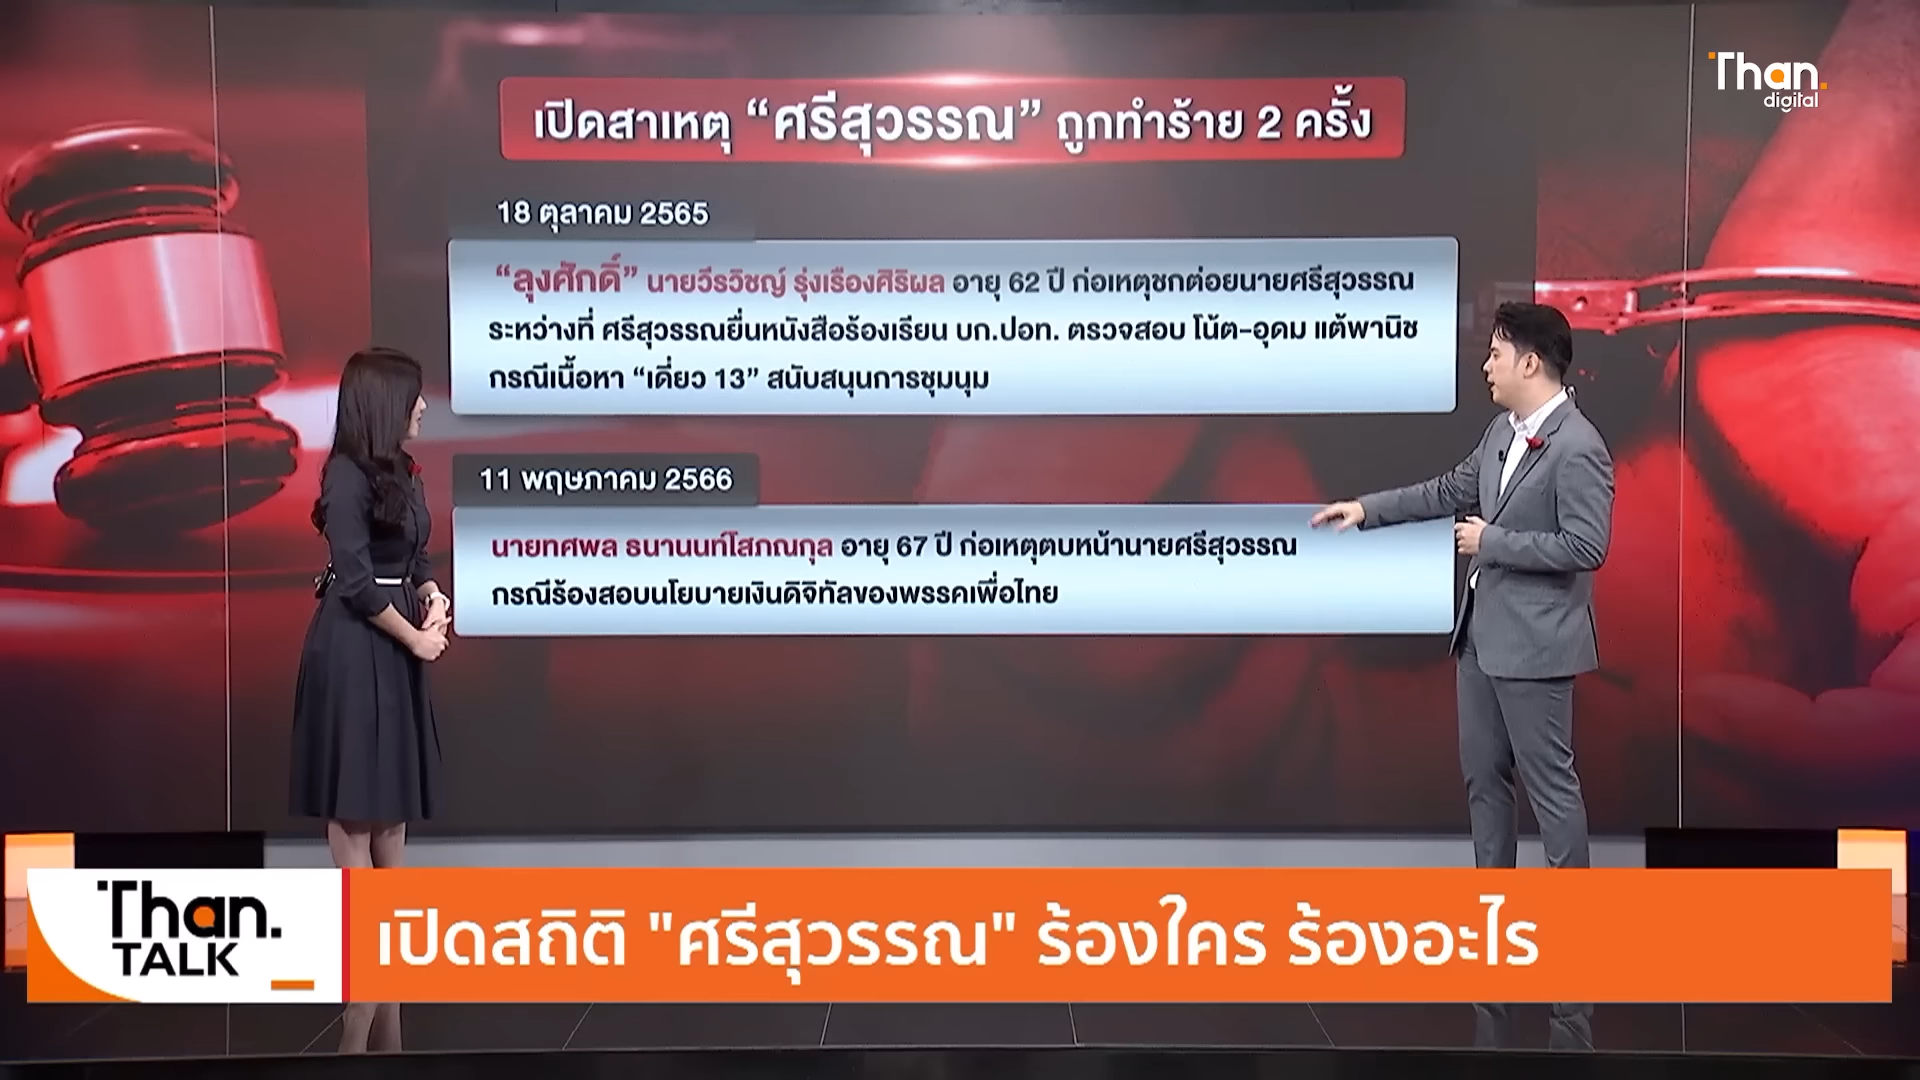 Than.
digital
เปิดสาเหตุ “ศรีสุวรรณ” ถูกทำร้าย 2 ครั้ง
18 ตุลาคม 2565
“ลุงศักดิ์” นายวีรวิชญ์ รุ่งเรืองศิริผล อายุ 62 ปี ก่อเหตุชกต่อยนายศรีสุวรรณ
ระหว่างที่ ศรีสุวรรณยื่นหนังสือร้องเรียน บก.ปอท. ตรวจสอบ โน้ต-อุดม แต้พานิช
กรณีเนื้อหา “เดี่ยว 13” สนับสนุนการชุมนุม
11 พฤษภาคม 2566
นายทศพล ธนานนท์โสภณกุล อายุ 67 ปี ก่อเหตุตบหน้านายศรีสุวรรณ
กรณีร้องสอบนโยบายเงินดิจิทัลของพรรคเพื่อไทย
Than.
TALK
เปิดสถิติ "ศรีสุวรรณ" ร้องใคร ร้องอะไร